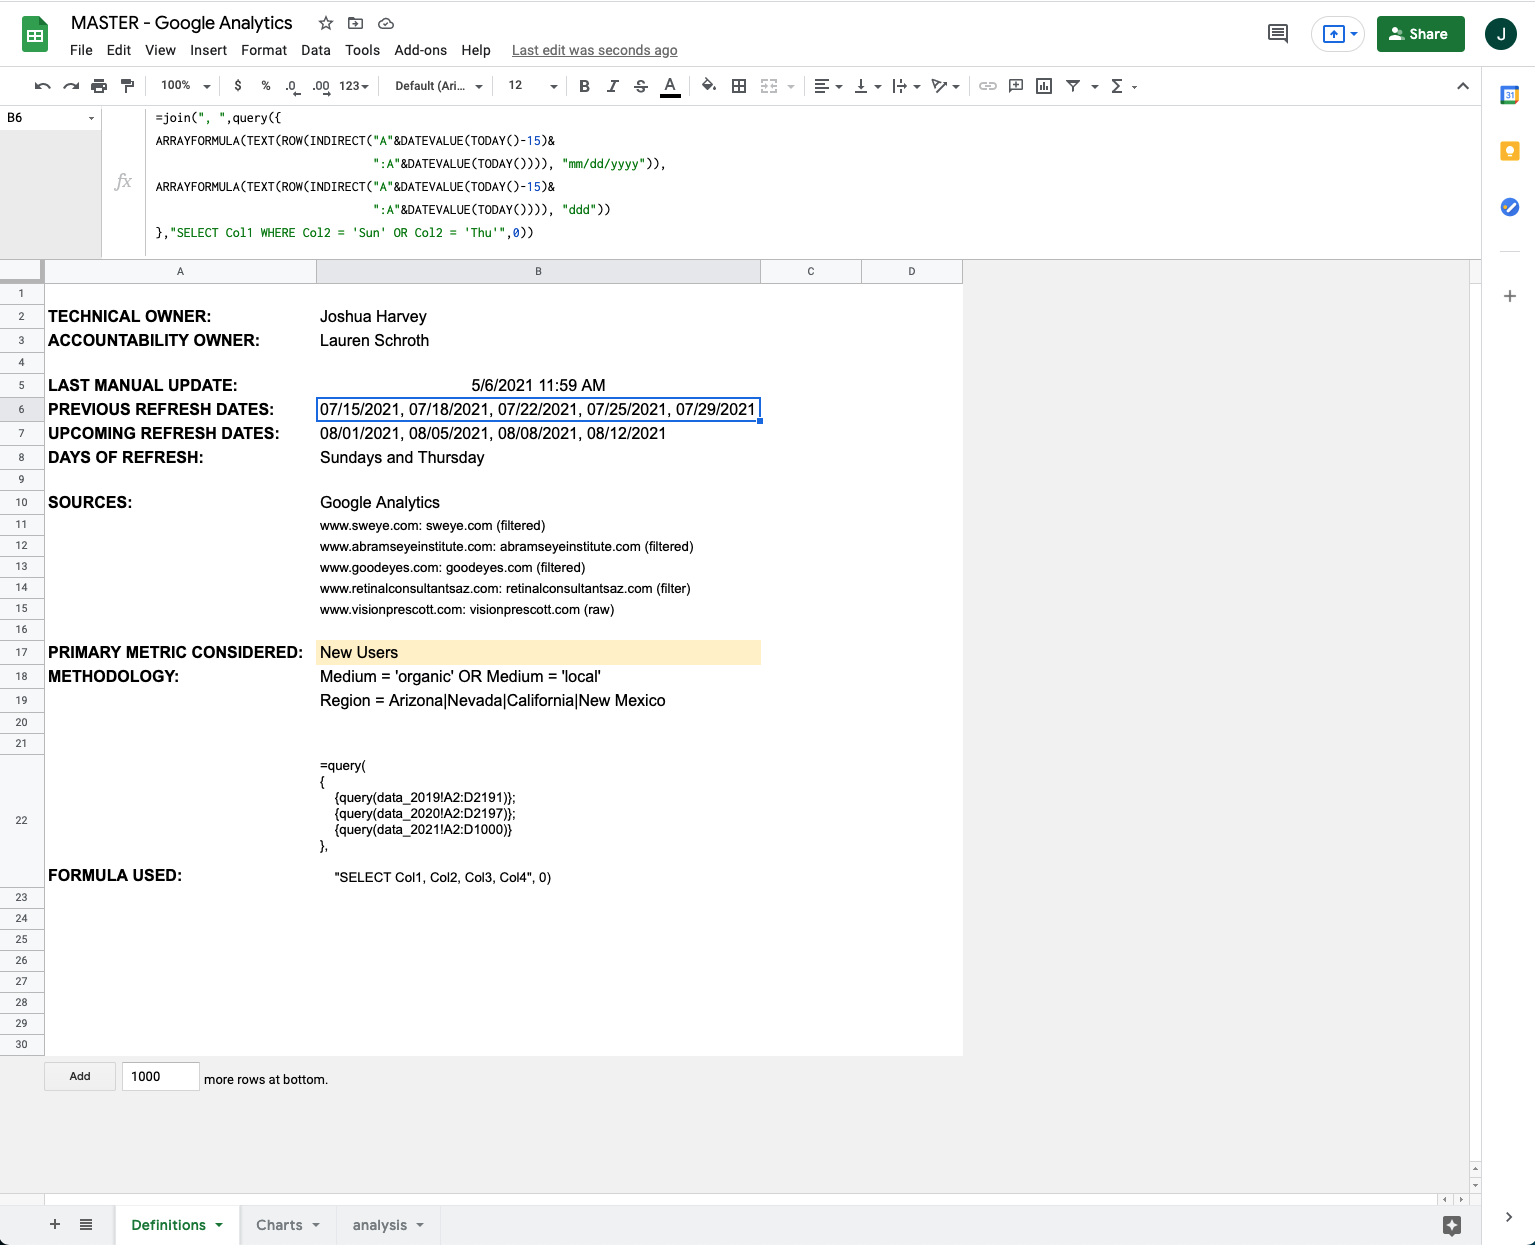 MASTER - Google Analytics
File Edit View Insert Format Data Tools Add-ons Help Last edit was seconds ago
Share
J
100% $ % .0 .00 123 Default (Ari... 12 B I S A
31
B6
fx
=join(", ",query({
ARRAYFORMULA(TEXT(ROW(INDIRECT("A"&DATEVALUE(TODAY()-15)&
":A"&DATEVALUE(TODAY()))), "mm/dd/yyyy")),
ARRAYFORMULA(TEXT(ROW(INDIRECT("A"&DATEVALUE(TODAY()-15)&
":A"&DATEVALUE(TODAY()))), "ddd"))
},"SELECT Col1 WHERE Col2 = 'Sun' OR Col2 = 'Thu'",0))
A B C D
1
2 TECHNICAL OWNER: Joshua Harvey
3 ACCOUNTABILITY OWNER: Lauren Schroth
4
5 LAST MANUAL UPDATE: 5/6/2021 11:59 AM
6 PREVIOUS REFRESH DATES: 07/15/2021, 07/18/2021, 07/22/2021, 07/25/2021, 07/29/2021
7 UPCOMING REFRESH DATES: 08/01/2021, 08/05/2021, 08/08/2021, 08/12/2021
8 DAYS OF REFRESH: Sundays and Thursday
9
10 SOURCES: Google Analytics
11 www.sweye.com: sweye.com (filtered)
12 www.abramseyeinstitute.com: abramseyeinstitute.com (filtered)
13 www.goodeyes.com: goodeyes.com (filtered)
14 www.retinalconsultantsaz.com: retinalconsultantsaz.com (filter)
15 www.visionprescott.com: visionprescott.com (raw)
16
17 PRIMARY METRIC CONSIDERED: New Users
18 METHODOLOGY: Medium = 'organic' OR Medium = 'local'
19 Region = Arizona|Nevada|California|New Mexico
20
21
=query(
{
{query(data_2019!A2:D2191)};
{query(data_2020!A2:D2197)};
22
{query(data_2021!A2:D1000)}
},
FORMULA USED: "SELECT Col1, Col2, Col3, Col4", 0)
23
24
25
26
27
28
29
30
Add 1000 more rows at bottom.
Definitions Charts analysis